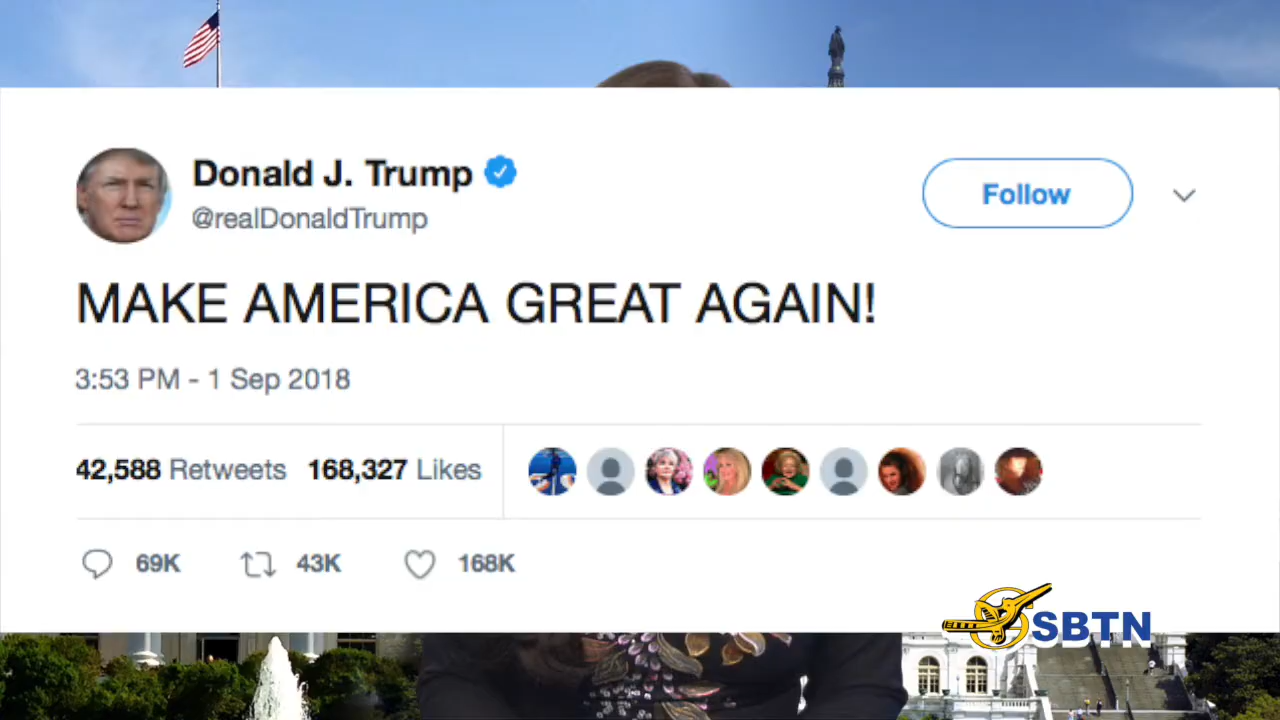 Donald J. Trump
@realDonaldTrump
Follow
MAKE AMERICA GREAT AGAIN!
3:53 PM - 1 Sep 2018
42,588 Retweets 168,327 Likes
69K 43K 168K
SBTN